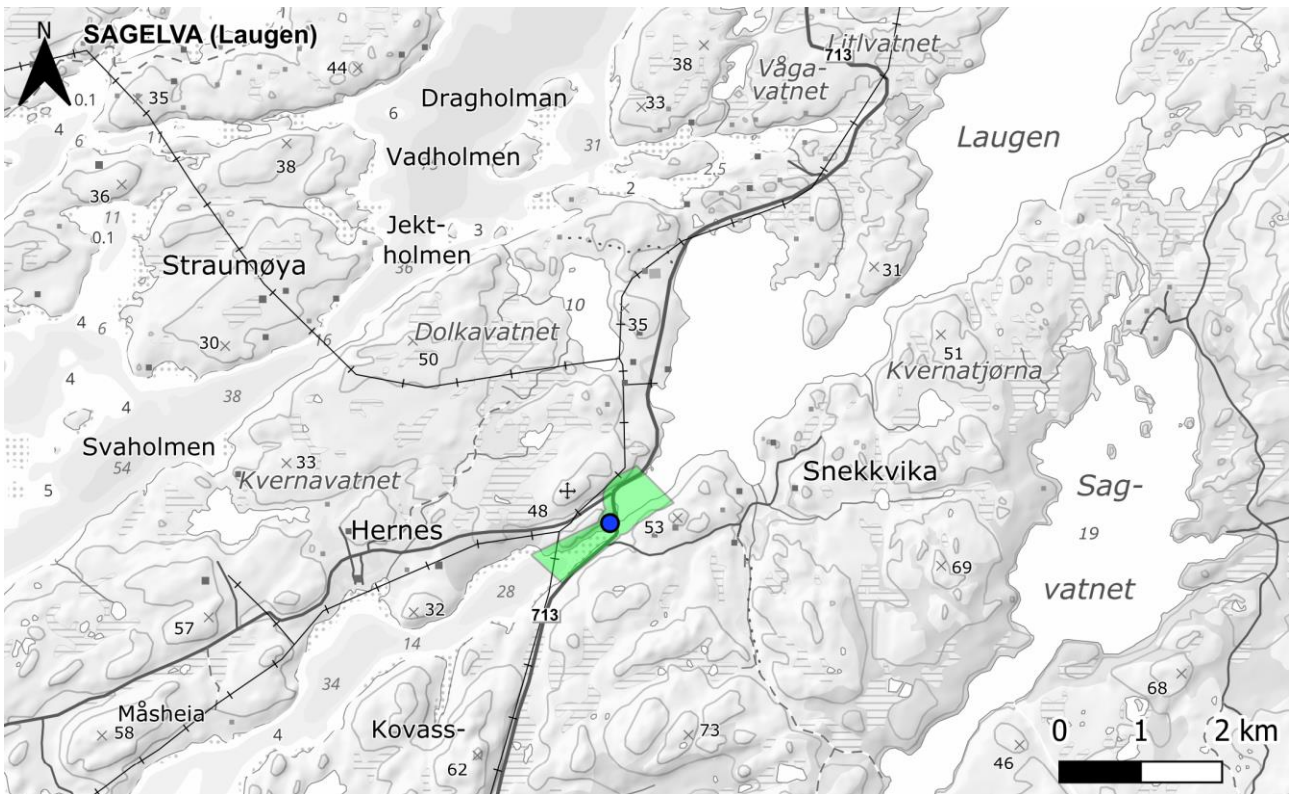 N
SAGELVA (Laugen)
44
35
0.1
4
6
11
38
36
11
0.1
Straumøya
4
6
30
16
36
Dragholman
6
Vadholmen
Jekt-
holmen
3
31
2
2,5
38
33
Våga-
vatnet
Litlvatnet
713
Laugen
31
10
35
Dolkavatnet
50
38
4
4
Svaholmen
54
5
33
Kvernavatnet
Hernes
48
53
Snekkvika
51
Kvernatjørna
Sag-
19
vatnet
69
28
32
14
713
57
34
Måsheia
58
4
Kovass-
62
73
68
46
0 1 2 km